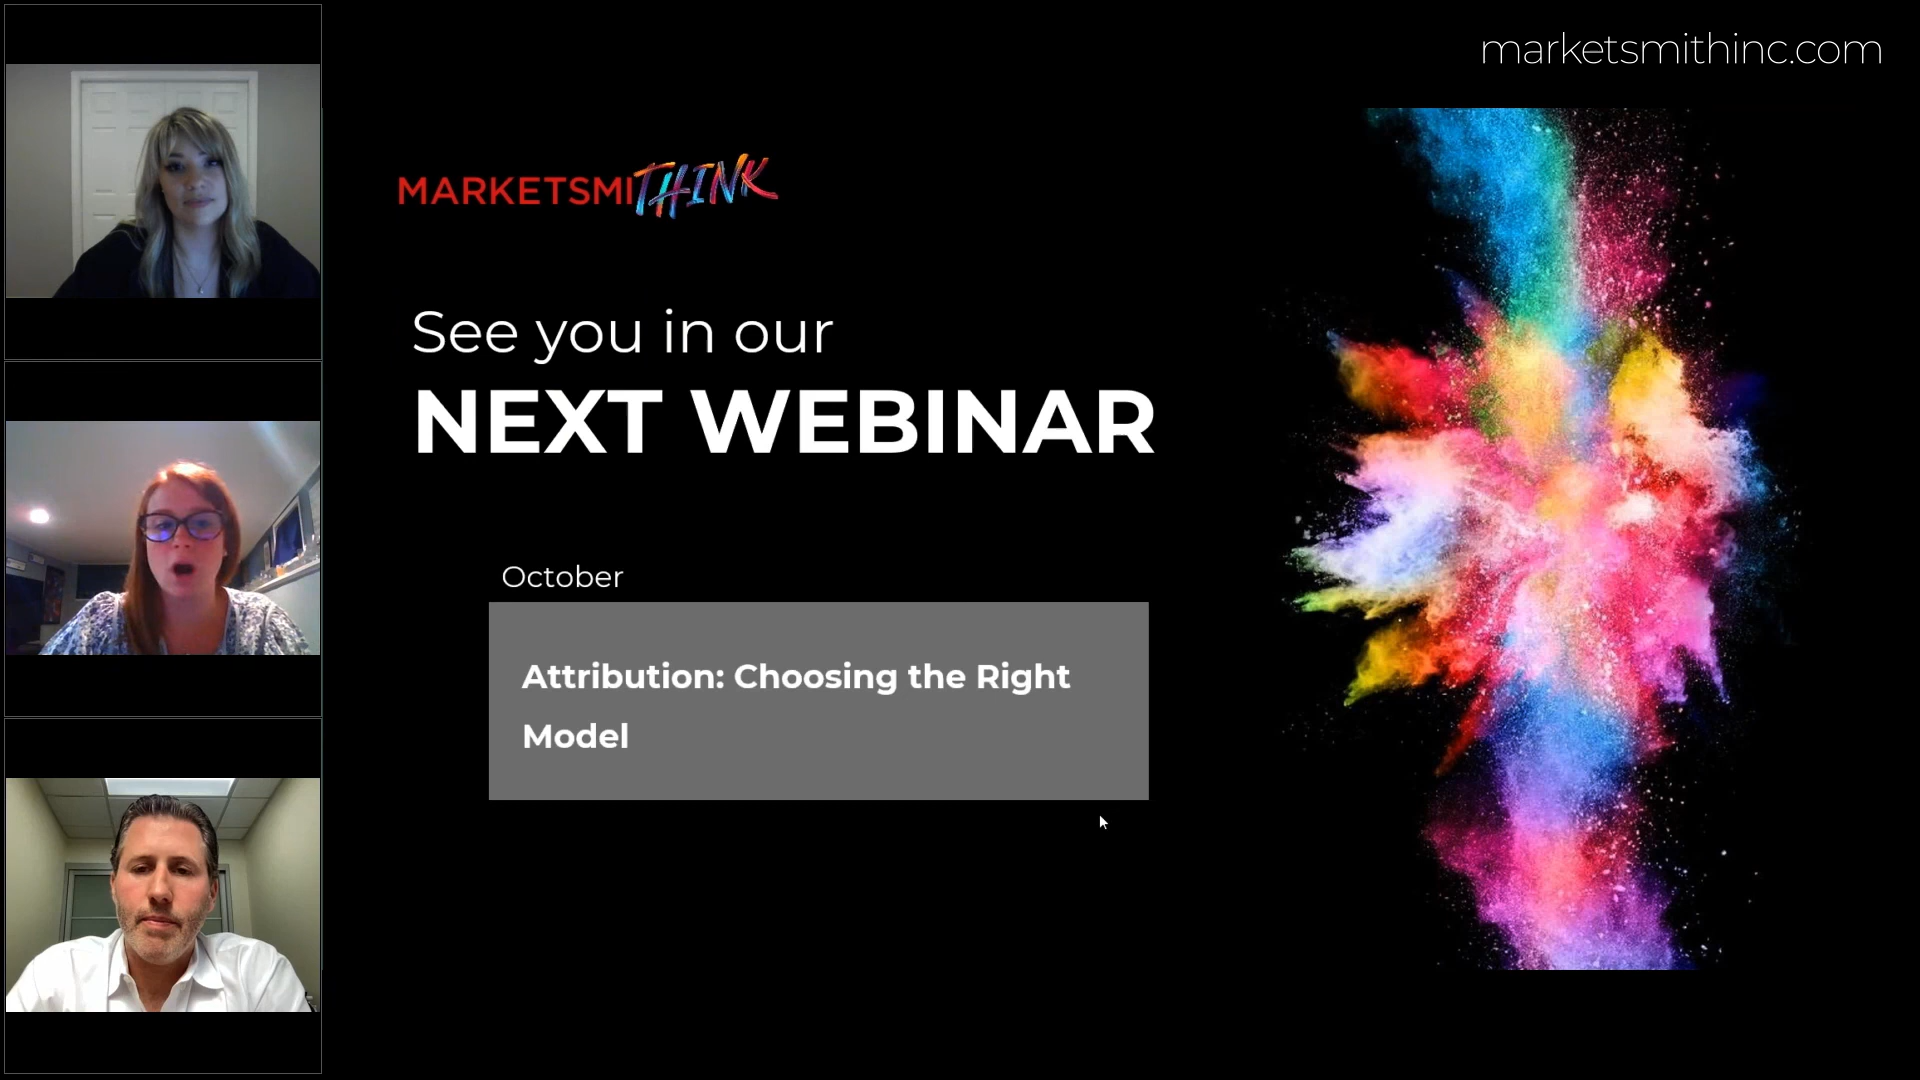 marketsmithinc.com
MARKETSMITHINK
See you in our
NEXT WEBINAR
October
Attribution: Choosing the Right
Model